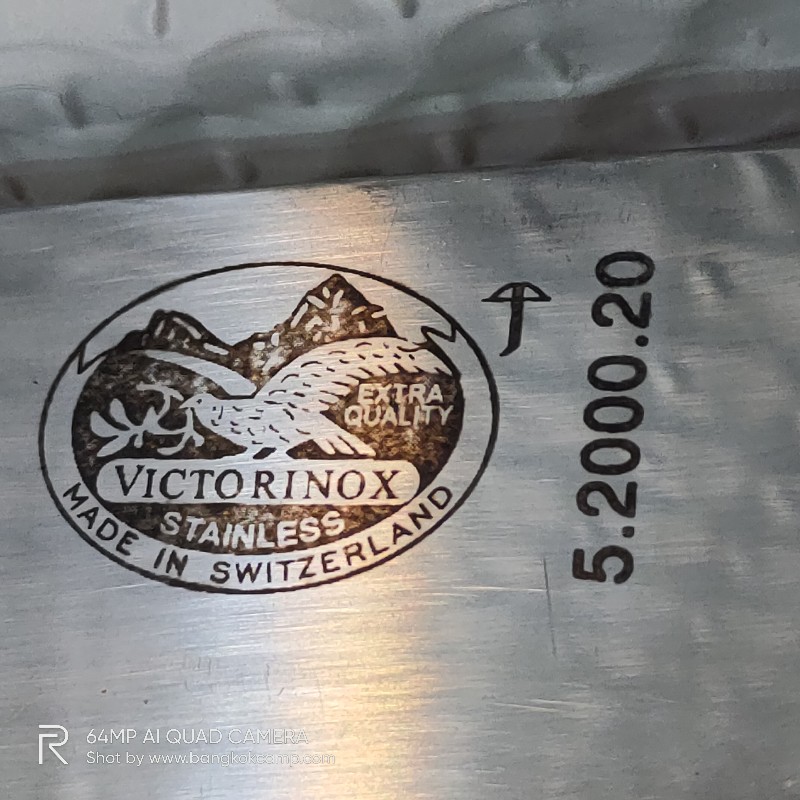 EXTRA
QUALITY
VICTORINOX
STAINLESS
MADE IN SWITZERLAND
5.2000.20
R
64MP AI QUAD CAMERA
Shot by www.bangkokcamp.com